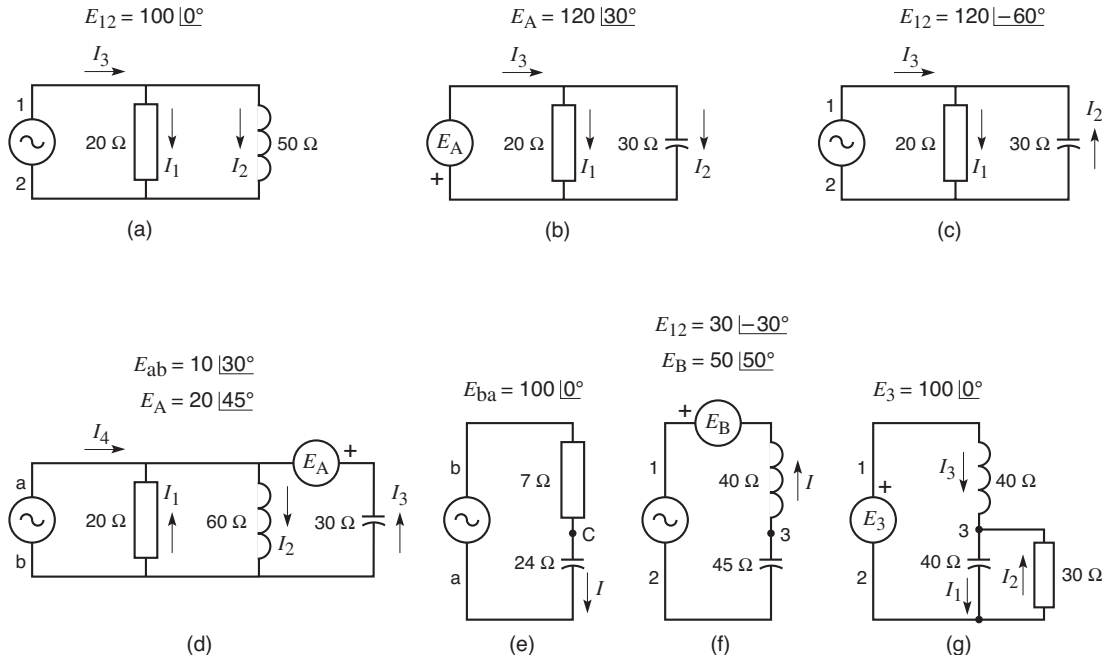 E12 = 100 |0°
I3
1
2
20 Ω
I1
I2
50 Ω
(a)
EA = 120 |30°
I3
EA
+
20 Ω
I1
30 Ω
I2
(b)
E12 = 120 |−60°
I3
1
2
20 Ω
I1
30 Ω
I2
(c)
Eab = 10 |30°
EA = 20 |45°
I4
a
b
20 Ω
I1
60 Ω
I2
EA
+
30 Ω
I3
(d)
Eba = 100 |0°
b
a
7 Ω
C
24 Ω
I
(e)
E12 = 30 |−30°
EB = 50 |50°
+
EB
1
2
40 Ω
I
3
45 Ω
(f)
E3 = 100 |0°
1
+
E3
2
I3
40 Ω
3
40 Ω
I1
I2
30 Ω
(g)